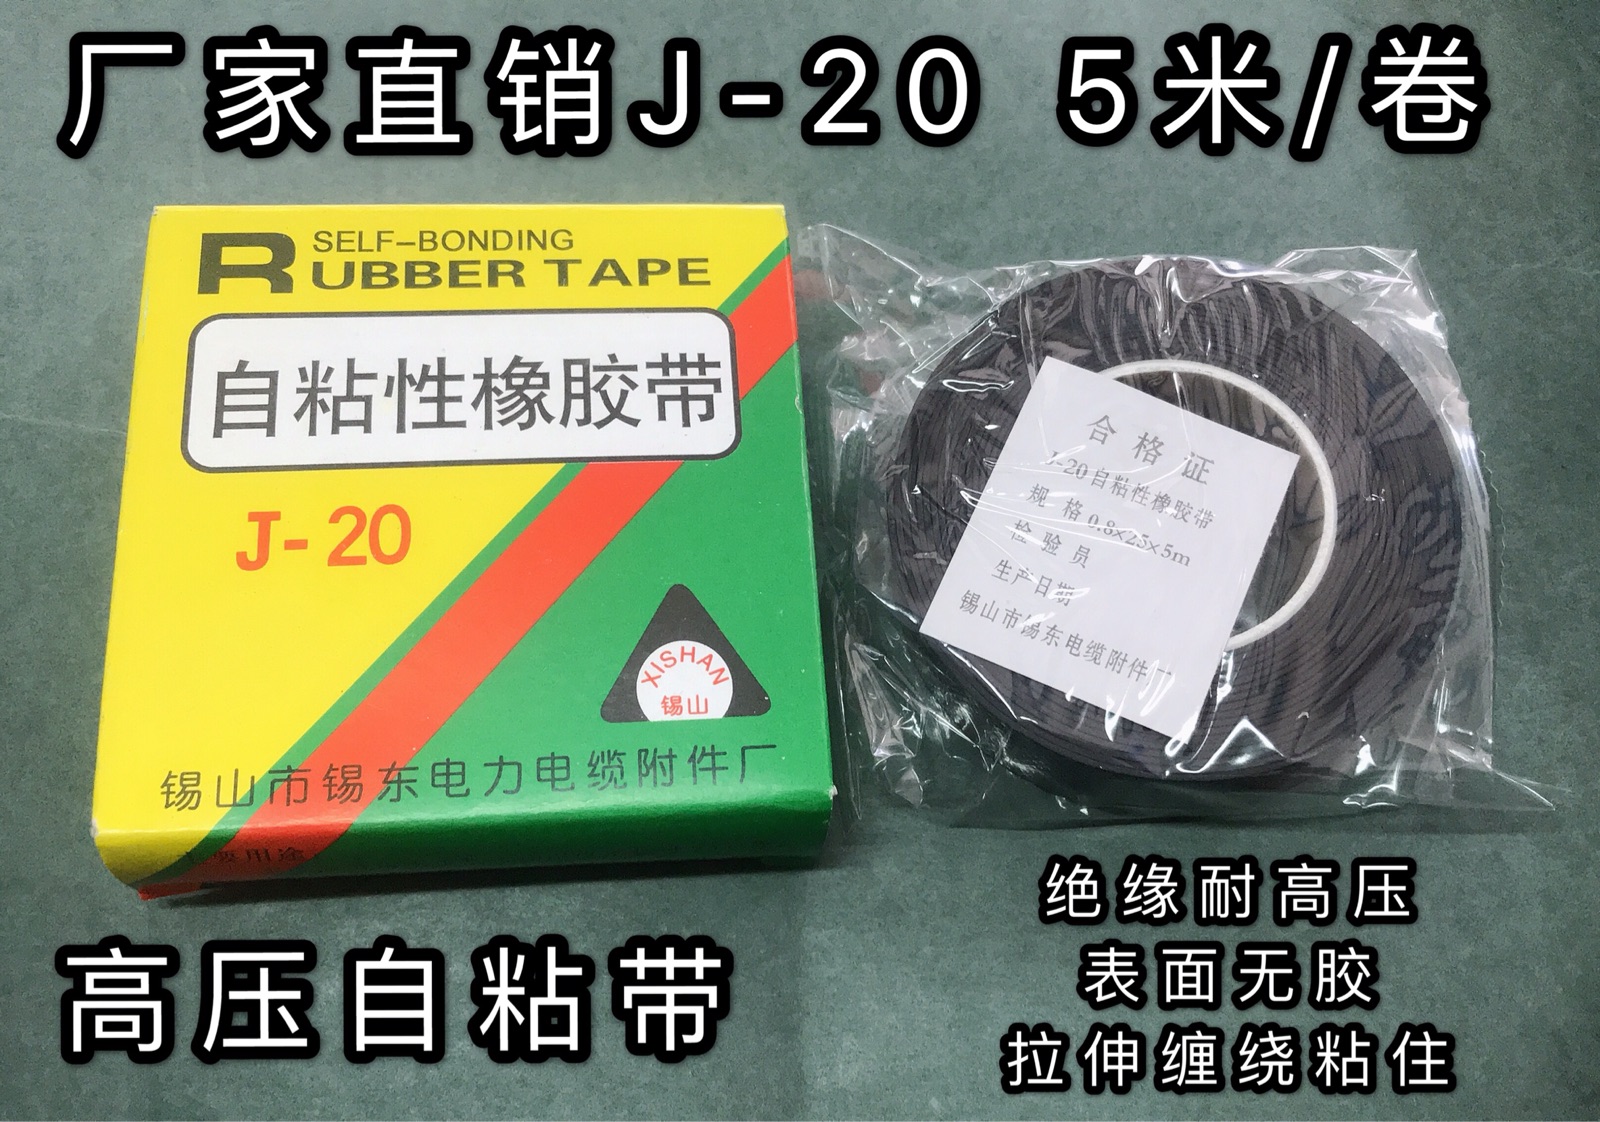 厂家直销J-20 5米/卷
SELF-BONDING
RUBBER TAPE
自粘性橡胶带
J-20
XISHAN
锡山
锡山市锡东电力电缆附件厂
主要用途
合格证
J-20自粘性橡胶带
规格0.8×25×5m
检验员
生产日期
锡山市锡东电缆附件厂
高压自粘带
绝缘耐高压
表面无胶
拉伸缠绕粘住